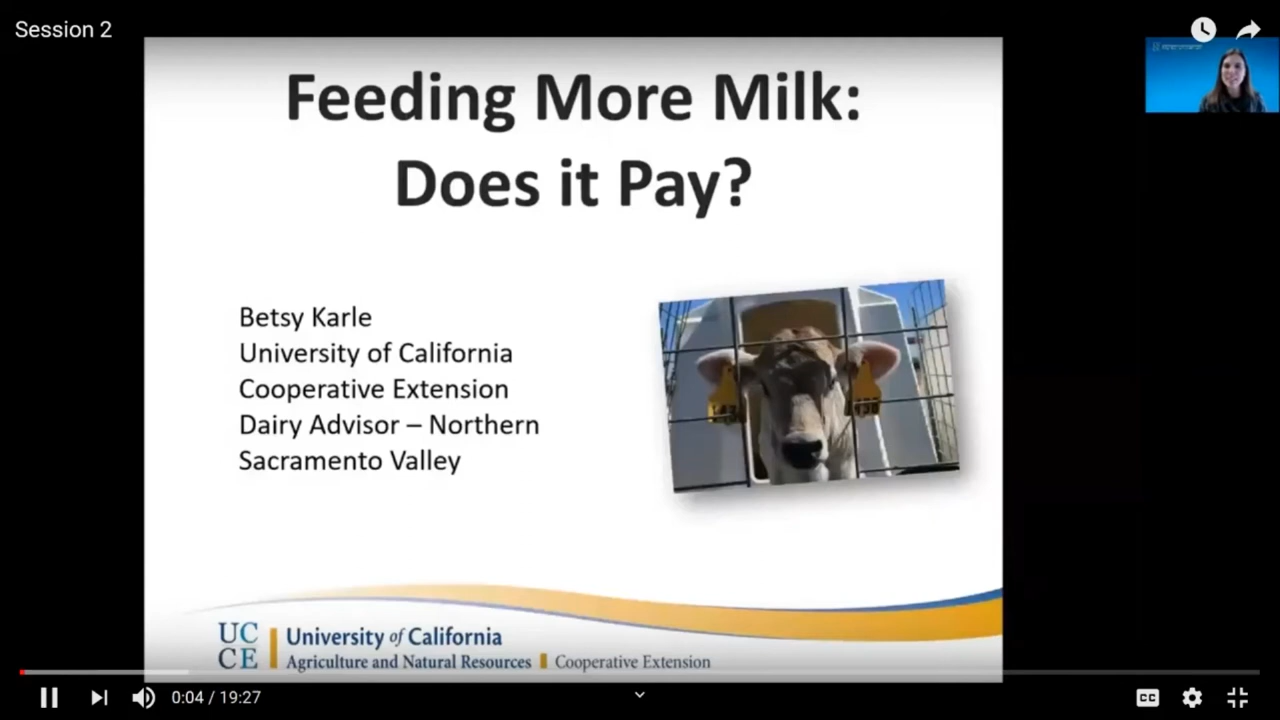 Session 2
Feeding More Milk:
Does it Pay?
Betsy Karle
University of California
Cooperative Extension
Dairy Advisor – Northern
Sacramento Valley
UC
CE
University of California
Agriculture and Natural Resources
Cooperative Extension
0:04 / 19:27
CC